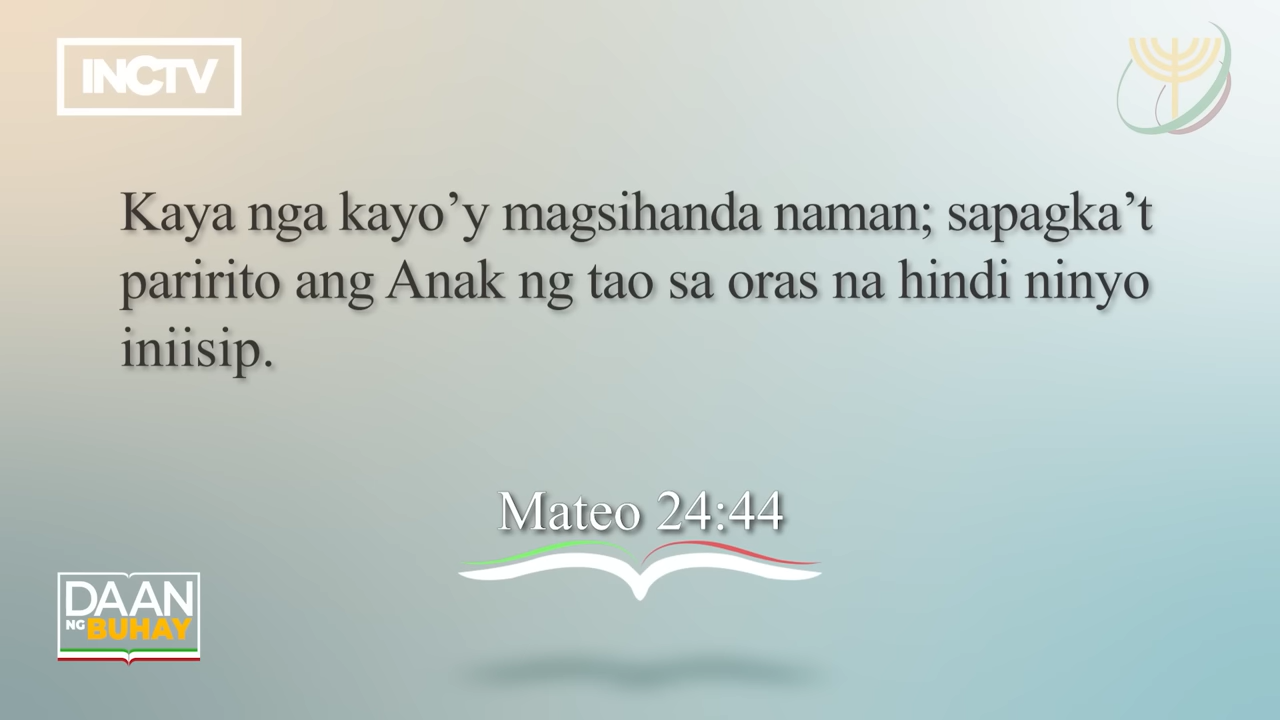 INCTV
Kaya nga kayo’y magsihanda naman; sapagka’t
paririto ang Anak ng tao sa oras na hindi ninyo
iniisip.
Mateo 24:44
DAAN
NG BUHAY